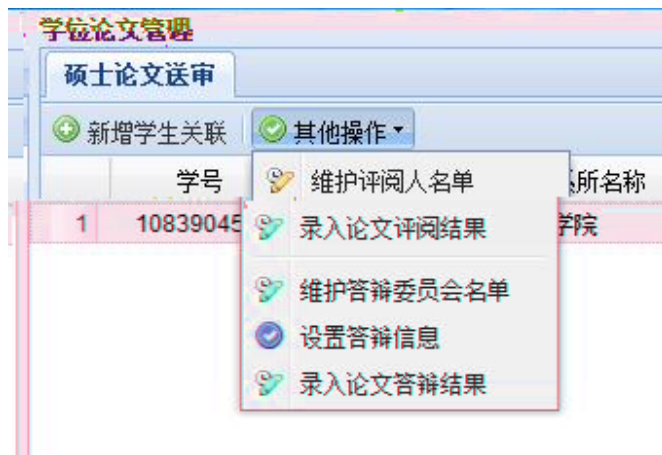 学位论文管理
硕士论文送审
新增学生关联 其他操作
学号 所名称
维护评阅人名单
1 10839045 学院
录入论文评阅结果
维护答辩委员会名单
设置答辩信息
录入论文答辩结果